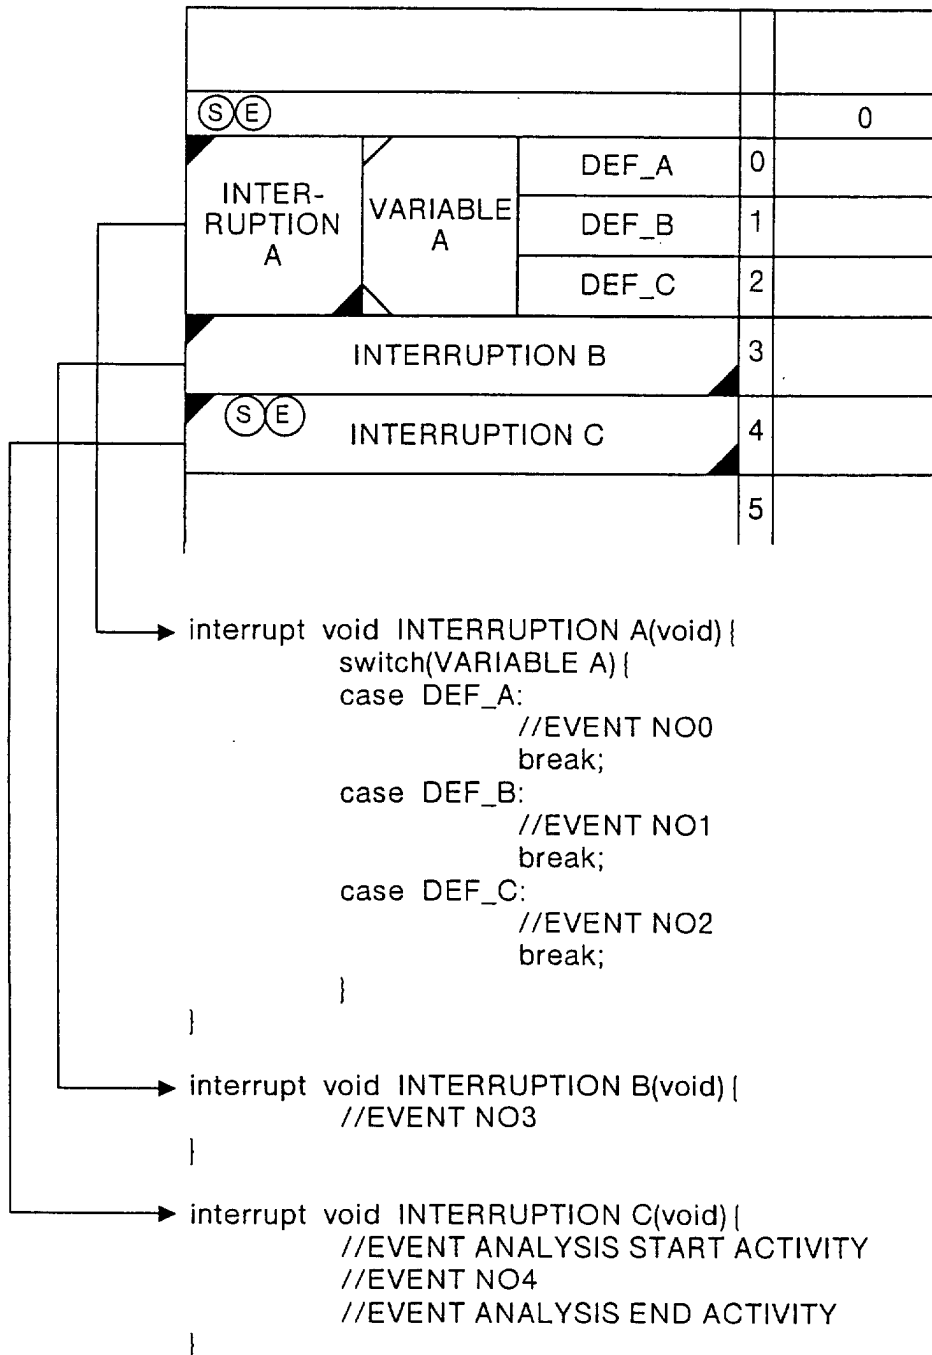 S E 0
INTER-
RUPTION
A
VARIABLE
A
DEF_A 0
DEF_B 1
DEF_C 2
INTERRUPTION B 3
S E
INTERRUPTION C 4
5
interrupt void INTERRUPTION A(void) {
switch(VARIABLE A) {
case DEF_A:
//EVENT NO0
break;
case DEF_B:
//EVENT NO1
break;
case DEF_C:
//EVENT NO2
break;
}
}
interrupt void INTERRUPTION B(void) {
//EVENT NO3
}
interrupt void INTERRUPTION C(void) {
//EVENT ANALYSIS START ACTIVITY
//EVENT NO4
//EVENT ANALYSIS END ACTIVITY
}